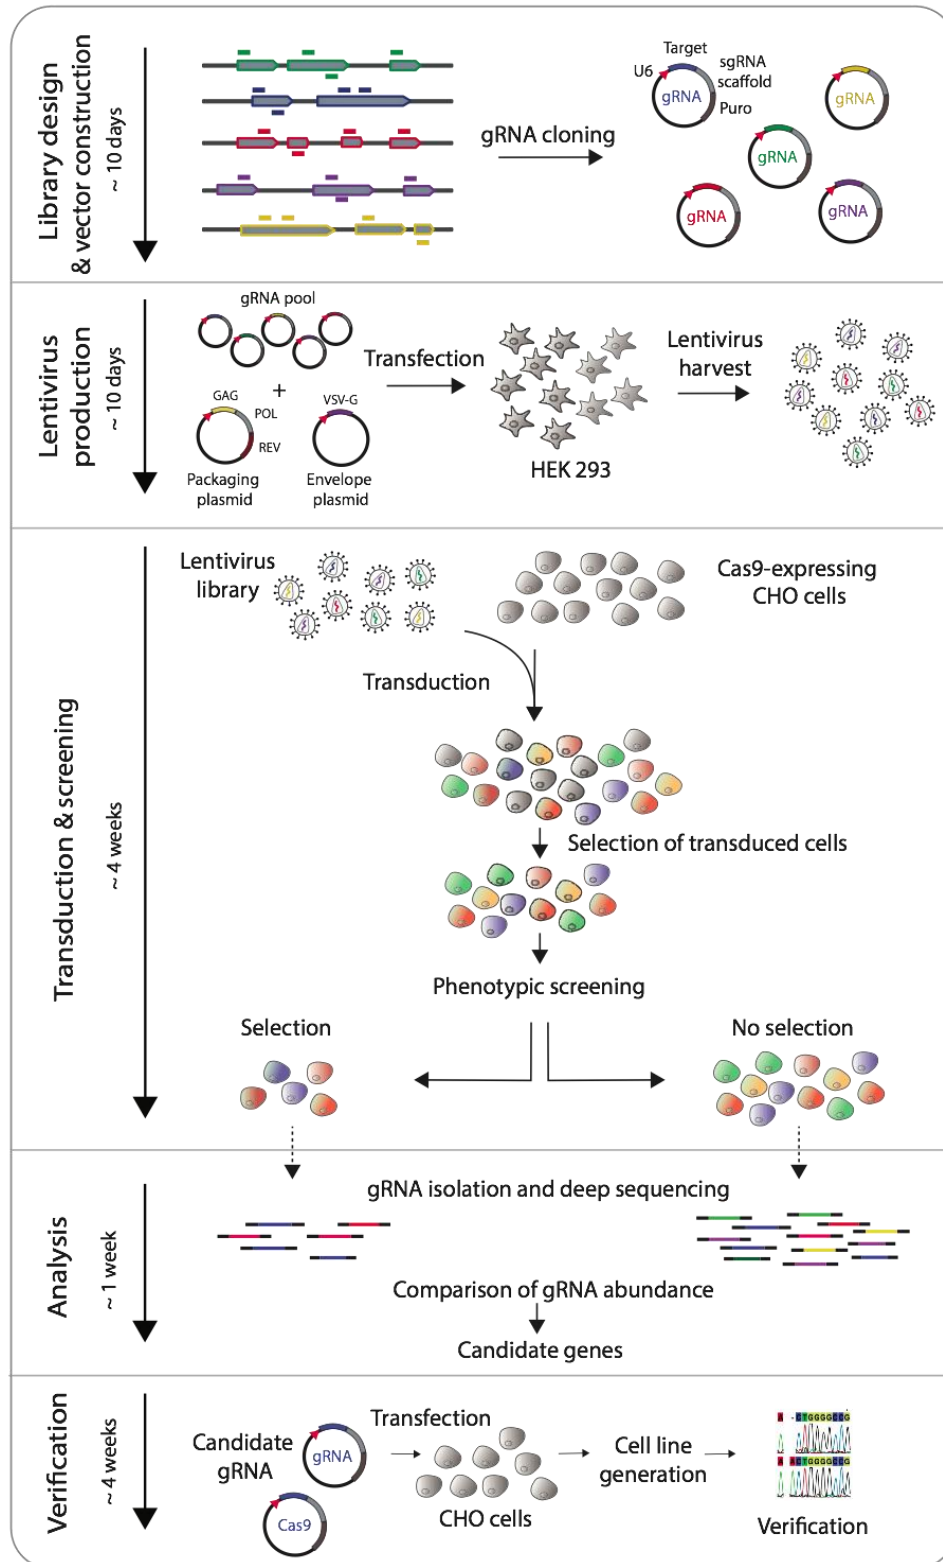 Library design
& vector construction
~ 10 days
gRNA cloning
Target
U6
sgRNA
scaffold
gRNA
Puro
gRNA
gRNA
gRNA
gRNA
Lentivirus
production
~ 10 days
gRNA pool
+
GAG
POL
REV
VSV-G
Packaging
plasmid
Envelope
plasmid
Transfection
HEK 293
Lentivirus
harvest
Transduction & screening
~ 4 weeks
Lentivirus
library
Cas9-expressing
CHO cells
Transduction
Selection of transduced cells
Phenotypic screening
Selection
No selection
Analysis
~ 1 week
gRNA isolation and deep sequencing
Comparison of gRNA abundance
Candidate genes
Verification
~ 4 weeks
Candidate
gRNA
gRNA
Cas9
Transfection
CHO cells
Cell line
generation
A -CTGGGGCCG
A ACTGGGGCCG
Verification